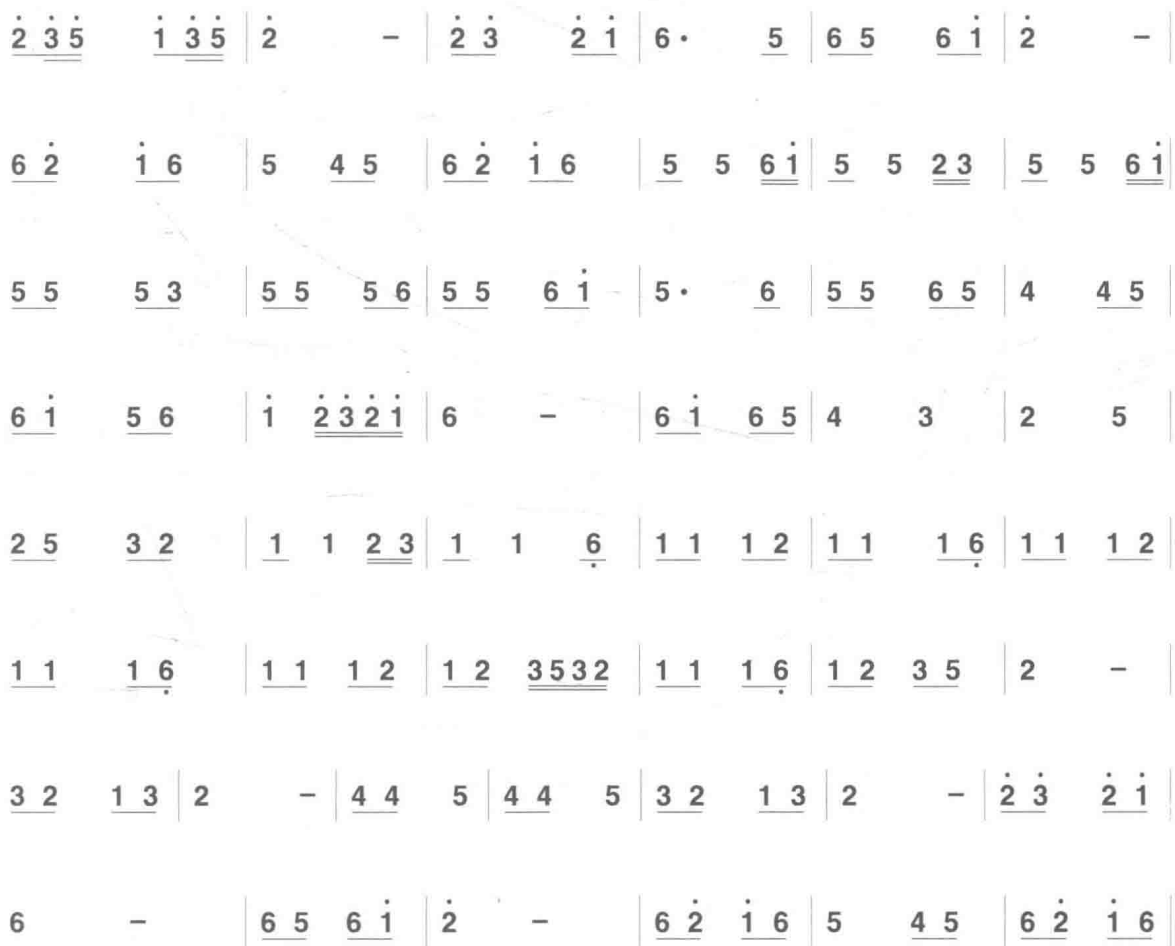 2̇ 3̇ 5̇ 1̇ 3̇ 5̇ | 2̇ − | 2̇ 3̇ 2̇ 1̇ | 6 · 5 | 6 5 6 1̇ | 2̇ − |
6 2̇ 1̇ 6 | 5 4 5 | 6 2̇ 1̇ 6 | 5 5 6 1̇ | 5 5 2 3 | 5 5 6 1̇ |
5 5 5 3 | 5 5 5 6 | 5 5 6 1̇ | 5 · 6 | 5 5 6 5 | 4 4 5 |
6 1̇ 5 6 | 1̇ 2̇ 3̇ 2̇ 1̇ | 6 − | 6 1̇ 6 5 | 4 3 | 2 5 |
2 5 3 2 | 1 1 2 3 | 1 1 6̣ | 1 1 1 2 | 1 1 1 6̣ | 1 1 1 2 |
1 1 1 6̣ | 1 1 1 2 | 1 2 3 5 3 2 | 1 1 1 6̣ | 1 2 3 5 | 2 − |
3 2 1 3 | 2 − | 4 4 5 | 4 4 5 | 3 2 1 3 | 2 − | 2̇ 3̇ 2̇ 1̇ |
6 − | 6 5 6 1̇ | 2̇ − | 6 2̇ 1̇ 6 | 5 4 5 | 6 2̇ 1̇ 6 |